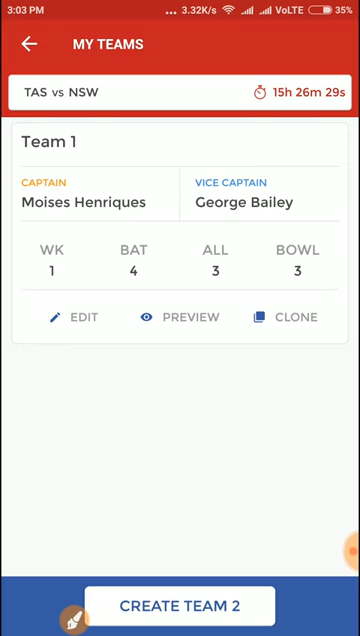 3:03 PM ... 3.32K/s VoLTE 35%
MY TEAMS
TAS vs NSW 15h 26m 29s
Team 1
CAPTAIN VICE CAPTAIN
Moises Henriques George Bailey
WK BAT ALL BOWL
1 4 3 3
EDIT PREVIEW CLONE
CREATE TEAM 2